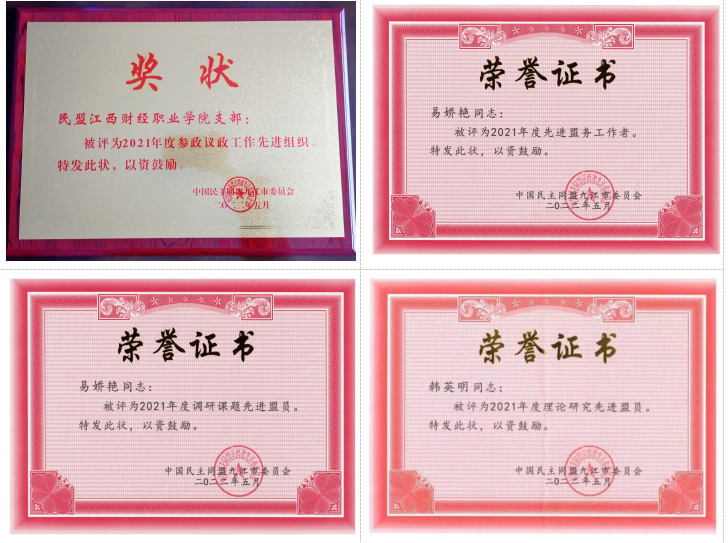 奖状
民盟江西财经职业学院支部：
被评为2021年度参政议政工作先进组织。
特发此状，以资鼓励。
中国民主同盟九江市委员会
二〇二二年五月
荣誉证书
易娇艳同志：
被评为2021年度先进盟务工作者。
特发此状，以资鼓励。
中国民主同盟九江市委员会
二〇二二年五月
荣誉证书
易娇艳同志：
被评为2021年度调研课题先进盟员。
特发此状，以资鼓励。
中国民主同盟九江市委员会
二〇二二年五月
荣誉证书
韩英明同志：
被评为2021年度理论研究先进盟员。
特发此状，以资鼓励。
中国民主同盟九江市委员会
二〇二二年五月